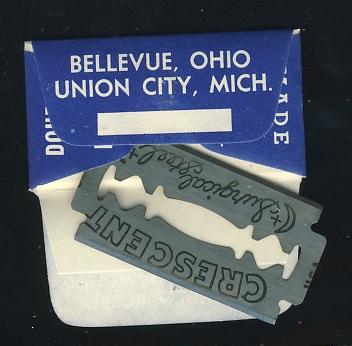 BELLEVUE, OHIO
UNION CITY, MICH.
Surgical
Steel
CRESCENT